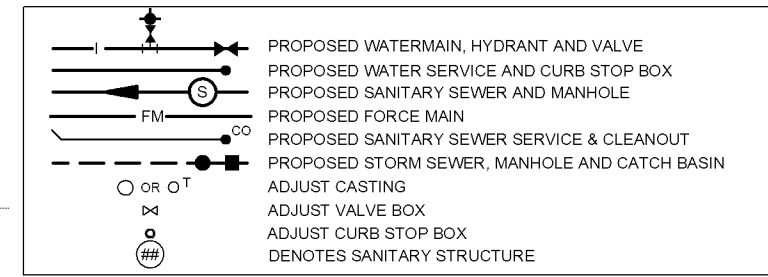 I PROPOSED WATERMAIN, HYDRANT AND VALVE
PROPOSED WATER SERVICE AND CURB STOP BOX
S PROPOSED SANITARY SEWER AND MANHOLE
FM PROPOSED FORCE MAIN
CO PROPOSED SANITARY SEWER SERVICE & CLEANOUT
PROPOSED STORM SEWER, MANHOLE AND CATCH BASIN
OR T ADJUST CASTING
ADJUST VALVE BOX
ADJUST CURB STOP BOX
## DENOTES SANITARY STRUCTURE